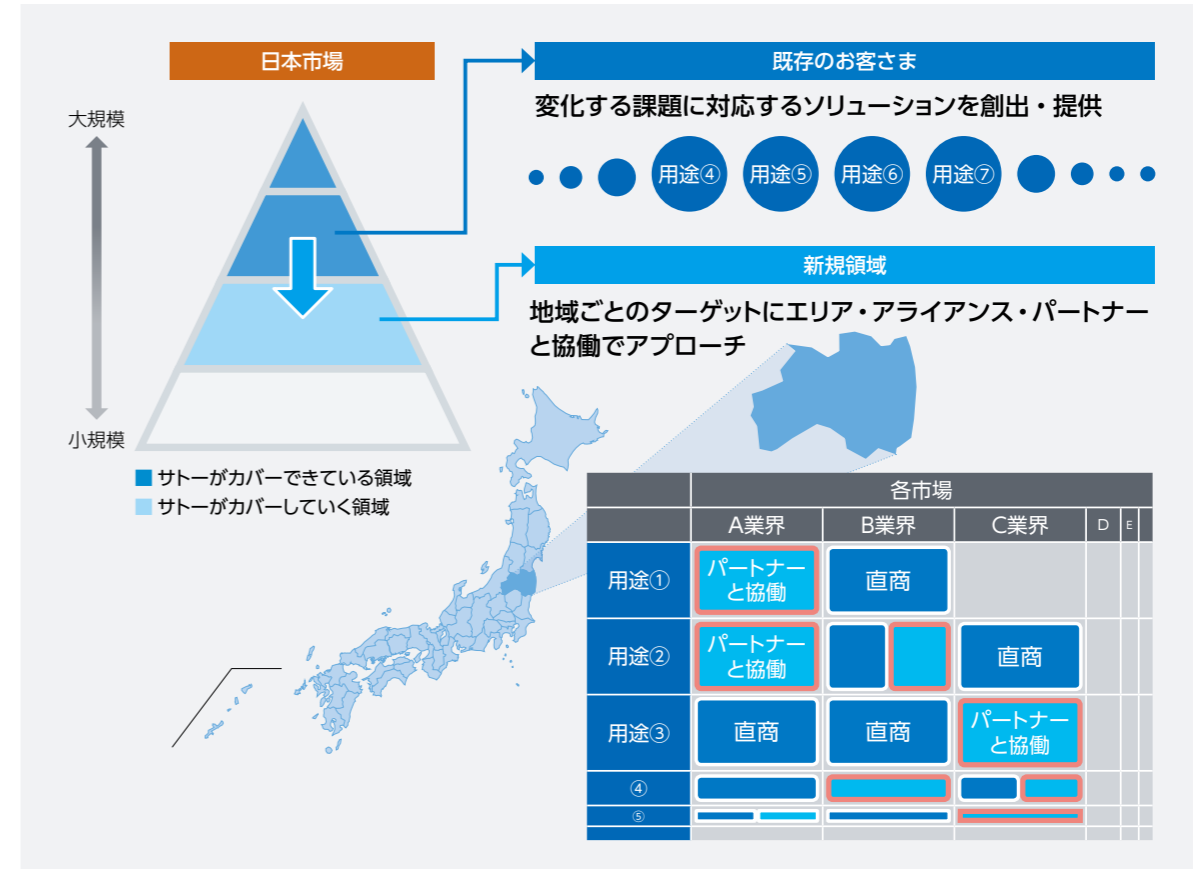 日本市場
大規模
小規模
サトーがカバーできている領域
サトーがカバーしていく領域
既存のお客さま
変化する課題に対応するソリューションを創出・提供
用途④ 用途⑤ 用途⑥ 用途⑦
新規領域
地域ごとのターゲットにエリア・アライアンス・パートナー
と協働でアプローチ
各市場
A業界 B業界 C業界 D E
用途① パートナー
と協働 直商
用途② パートナー
と協働 直商
用途③ 直商 直商 パートナー
と協働
④
⑤